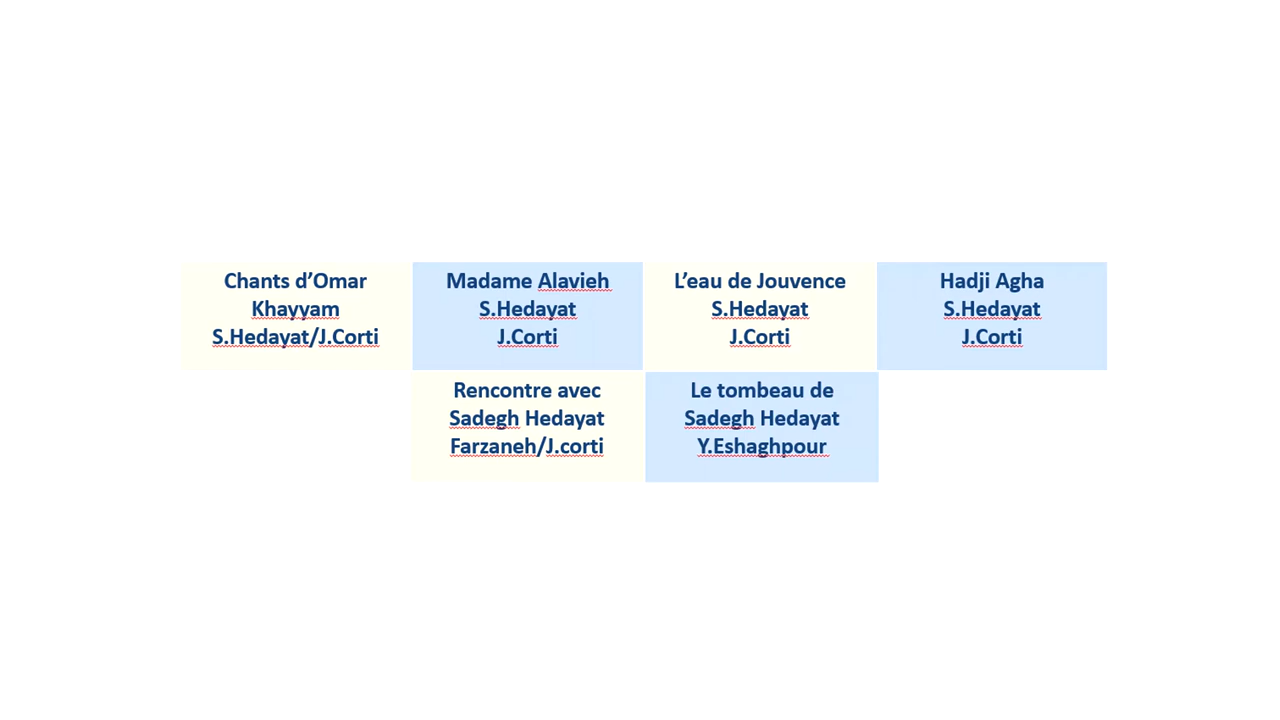 Chants d’Omar
Khayyam
S.Hedayat/J.Corti
Madame Alavieh
S.Hedayat
J.Corti
L’eau de Jouvence
S.Hedayat
J.Corti
Hadji Agha
S.Hedayat
J.Corti
Rencontre avec
Sadegh Hedayat
Farzaneh/J.corti
Le tombeau de
Sadegh Hedayat
Y.Eshaghpour